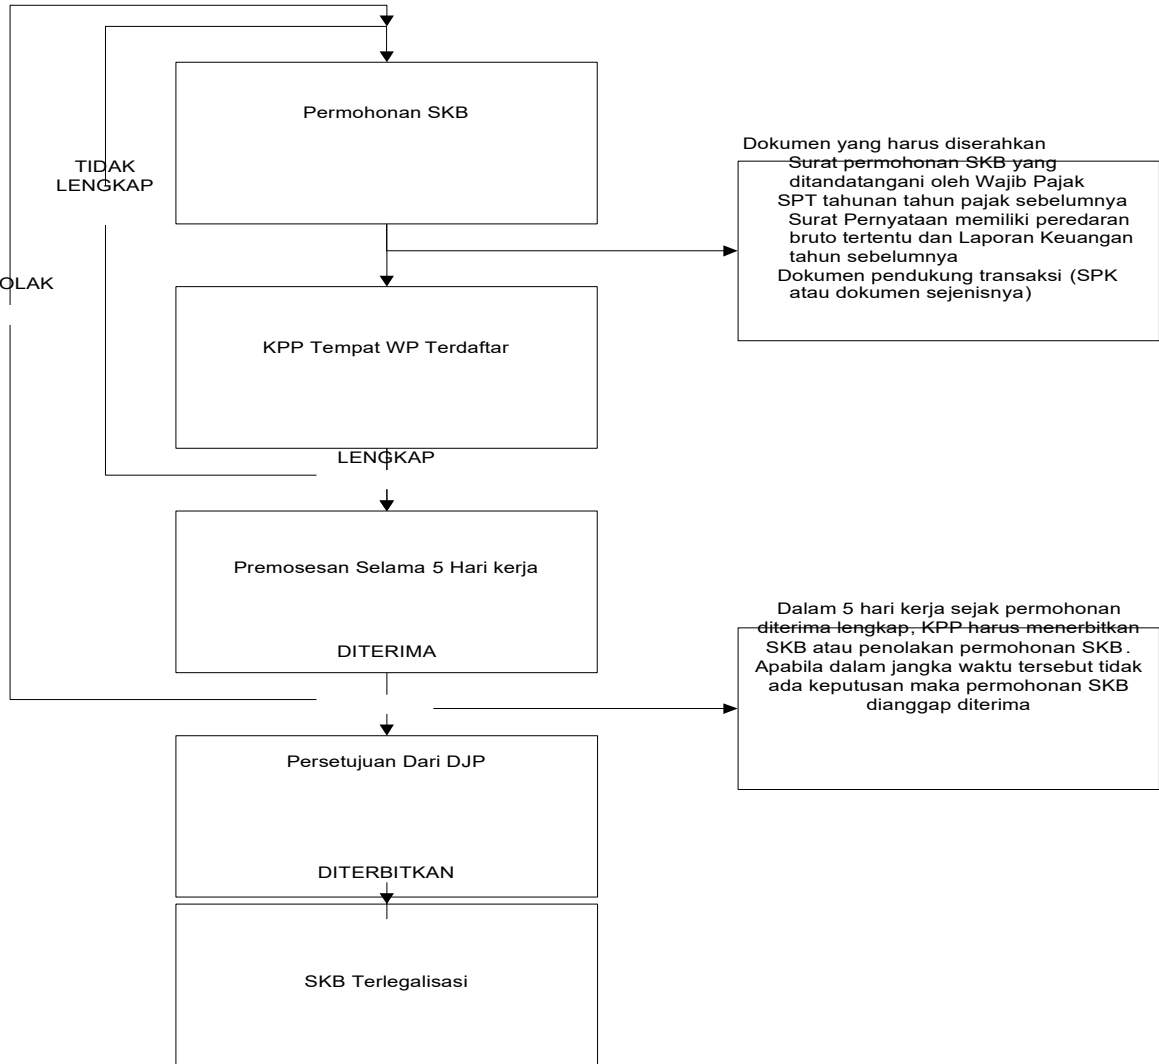 Permohonan SKB
TIDAK
LENGKAP
Dokumen yang harus diserahkan
Surat permohonan SKB yang
ditandatangani oleh Wajib Pajak
SPT tahunan tahun pajak sebelumnya
Surat Pernyataan memiliki peredaran
bruto tertentu dan Laporan Keuangan
tahun sebelumnya
Dokumen pendukung transaksi (SPK
atau dokumen sejenisnya)
OLAK
KPP Tempat WP Terdaftar
LENGKAP
Premosesan Selama 5 Hari kerja
DITERIMA
Dalam 5 hari kerja sejak permohonan
diterima lengkap, KPP harus menerbitkan
SKB atau penolakan permohonan SKB.
Apabila dalam jangka waktu tersebut tidak
ada keputusan maka permohonan SKB
dianggap diterima
Persetujuan Dari DJP
DITERBITKAN
SKB Terlegalisasi